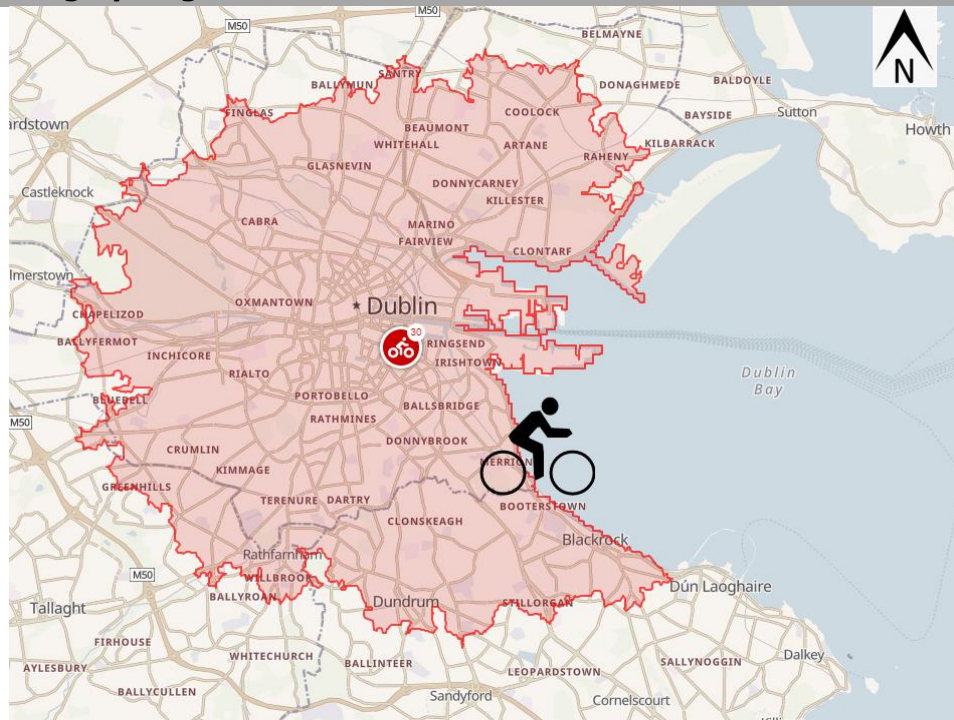 M50
M50
BELMAYNE
N
SANTRY
BALLYMUN
DONAGHMEDE
BALDOYLE
FINGLAS
COOLOCK
BAYSIDE
Sutton
BEAUMONT
Howth
WHITEHALL
ARTANE
KILBARRACK
RAHENY
GLASNEVIN
DONNYCARNEY
Castleknock
KILLESTER
CABRA
MARINO
FAIRVIEW
CLONTARF
OXMANTOWN
Dublin
CHAPELIZOD
30
BALLYFERMOT
RINGSEND
INCHICORE
IRISHTOWN
RIALTO
Dublin
Bay
BLUEBELL
PORTOBELLO
BALLSBRIDGE
M50
RATHMINES
DONNYBROOK
CRUMLIN
MERRION
KIMMAGE
GREENHILLS
TERENURE
DARTRY
BOOTERSTOWN
CLONSKEAGH
Blackrock
Rathfarnham
M50
WILLBROOK
Dún Laoghaire
BALLYROAN
Dundrum
STILLORGAN
Tallaght
FIRHOUSE
WHITECHURCH
Dalkey
AYLESBURY
BALLINTEER
SALLYNOGGIN
LEOPARDSTOWN
BALLYCULLEN
Sandyford
Cornelscourt